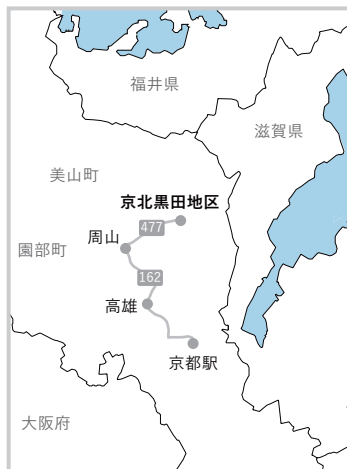 福井県
滋賀県
美山町
京北黒田地区
477
周山
園部町
162
高雄
京都駅
大阪府